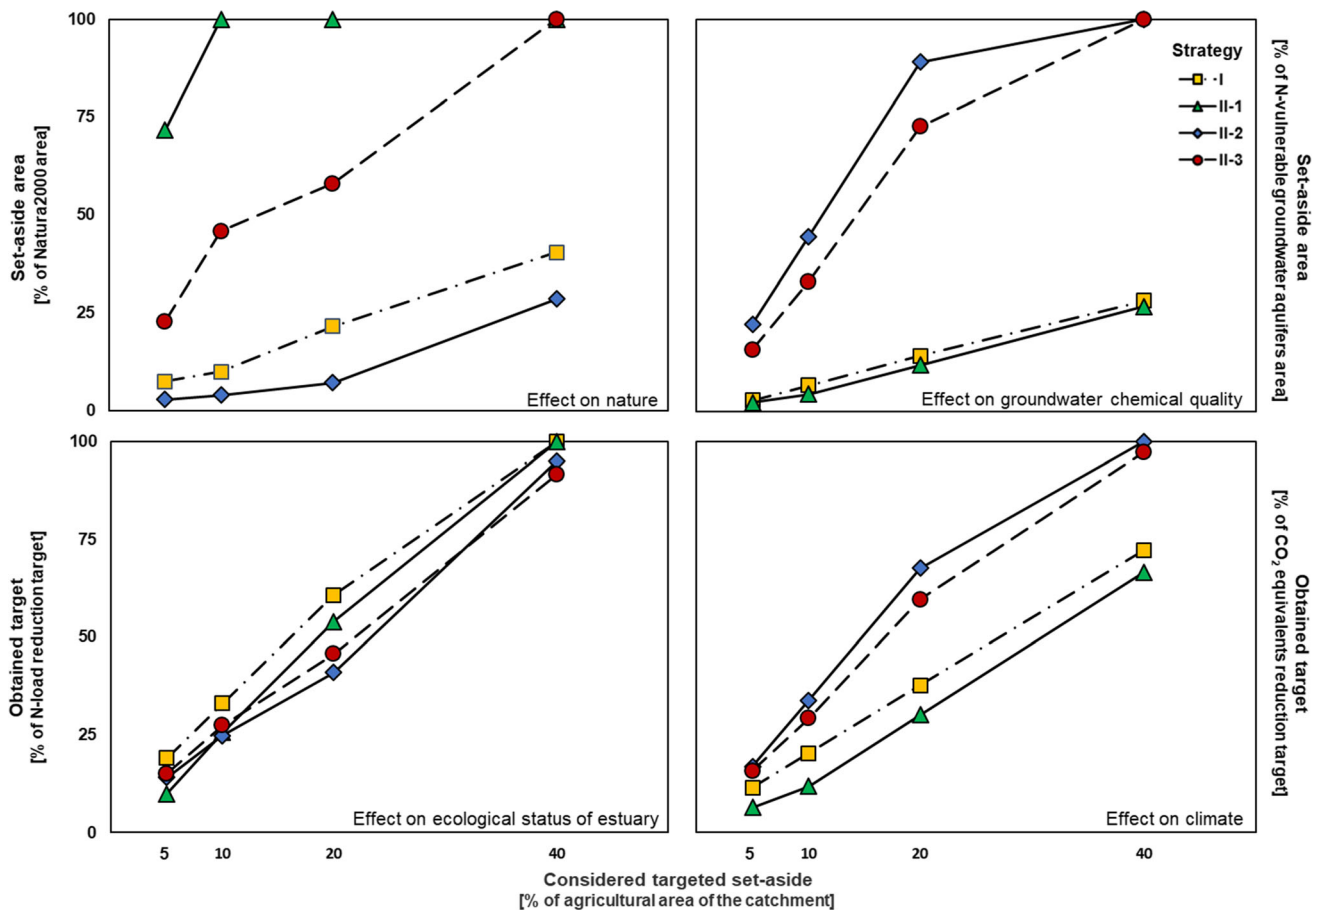 100
75
50
25
0
Set-aside area
[% of Natura2000 area]
Effect on nature
Strategy
I
II-1
II-2
II-3
Effect on groundwater chemical quality
Set-aside area
[% of N-vulnerable groundwater aquifers area]
100
75
50
25
0
Obtained target
[% of N-load reduction target]
Effect on ecological status of estuary
5 10 20 40
Effect on climate
5 10 20 40
Obtained target
[% of CO₂ equivalents reduction target]
Considered targeted set-aside
[% of agricultural area of the catchment]